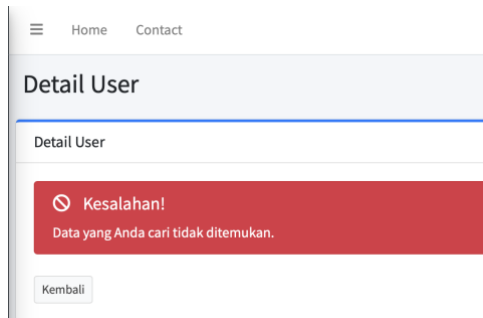 Home Contact
Detail User
Detail User
Kesalahan!
Data yang Anda cari tidak ditemukan.
Kembali